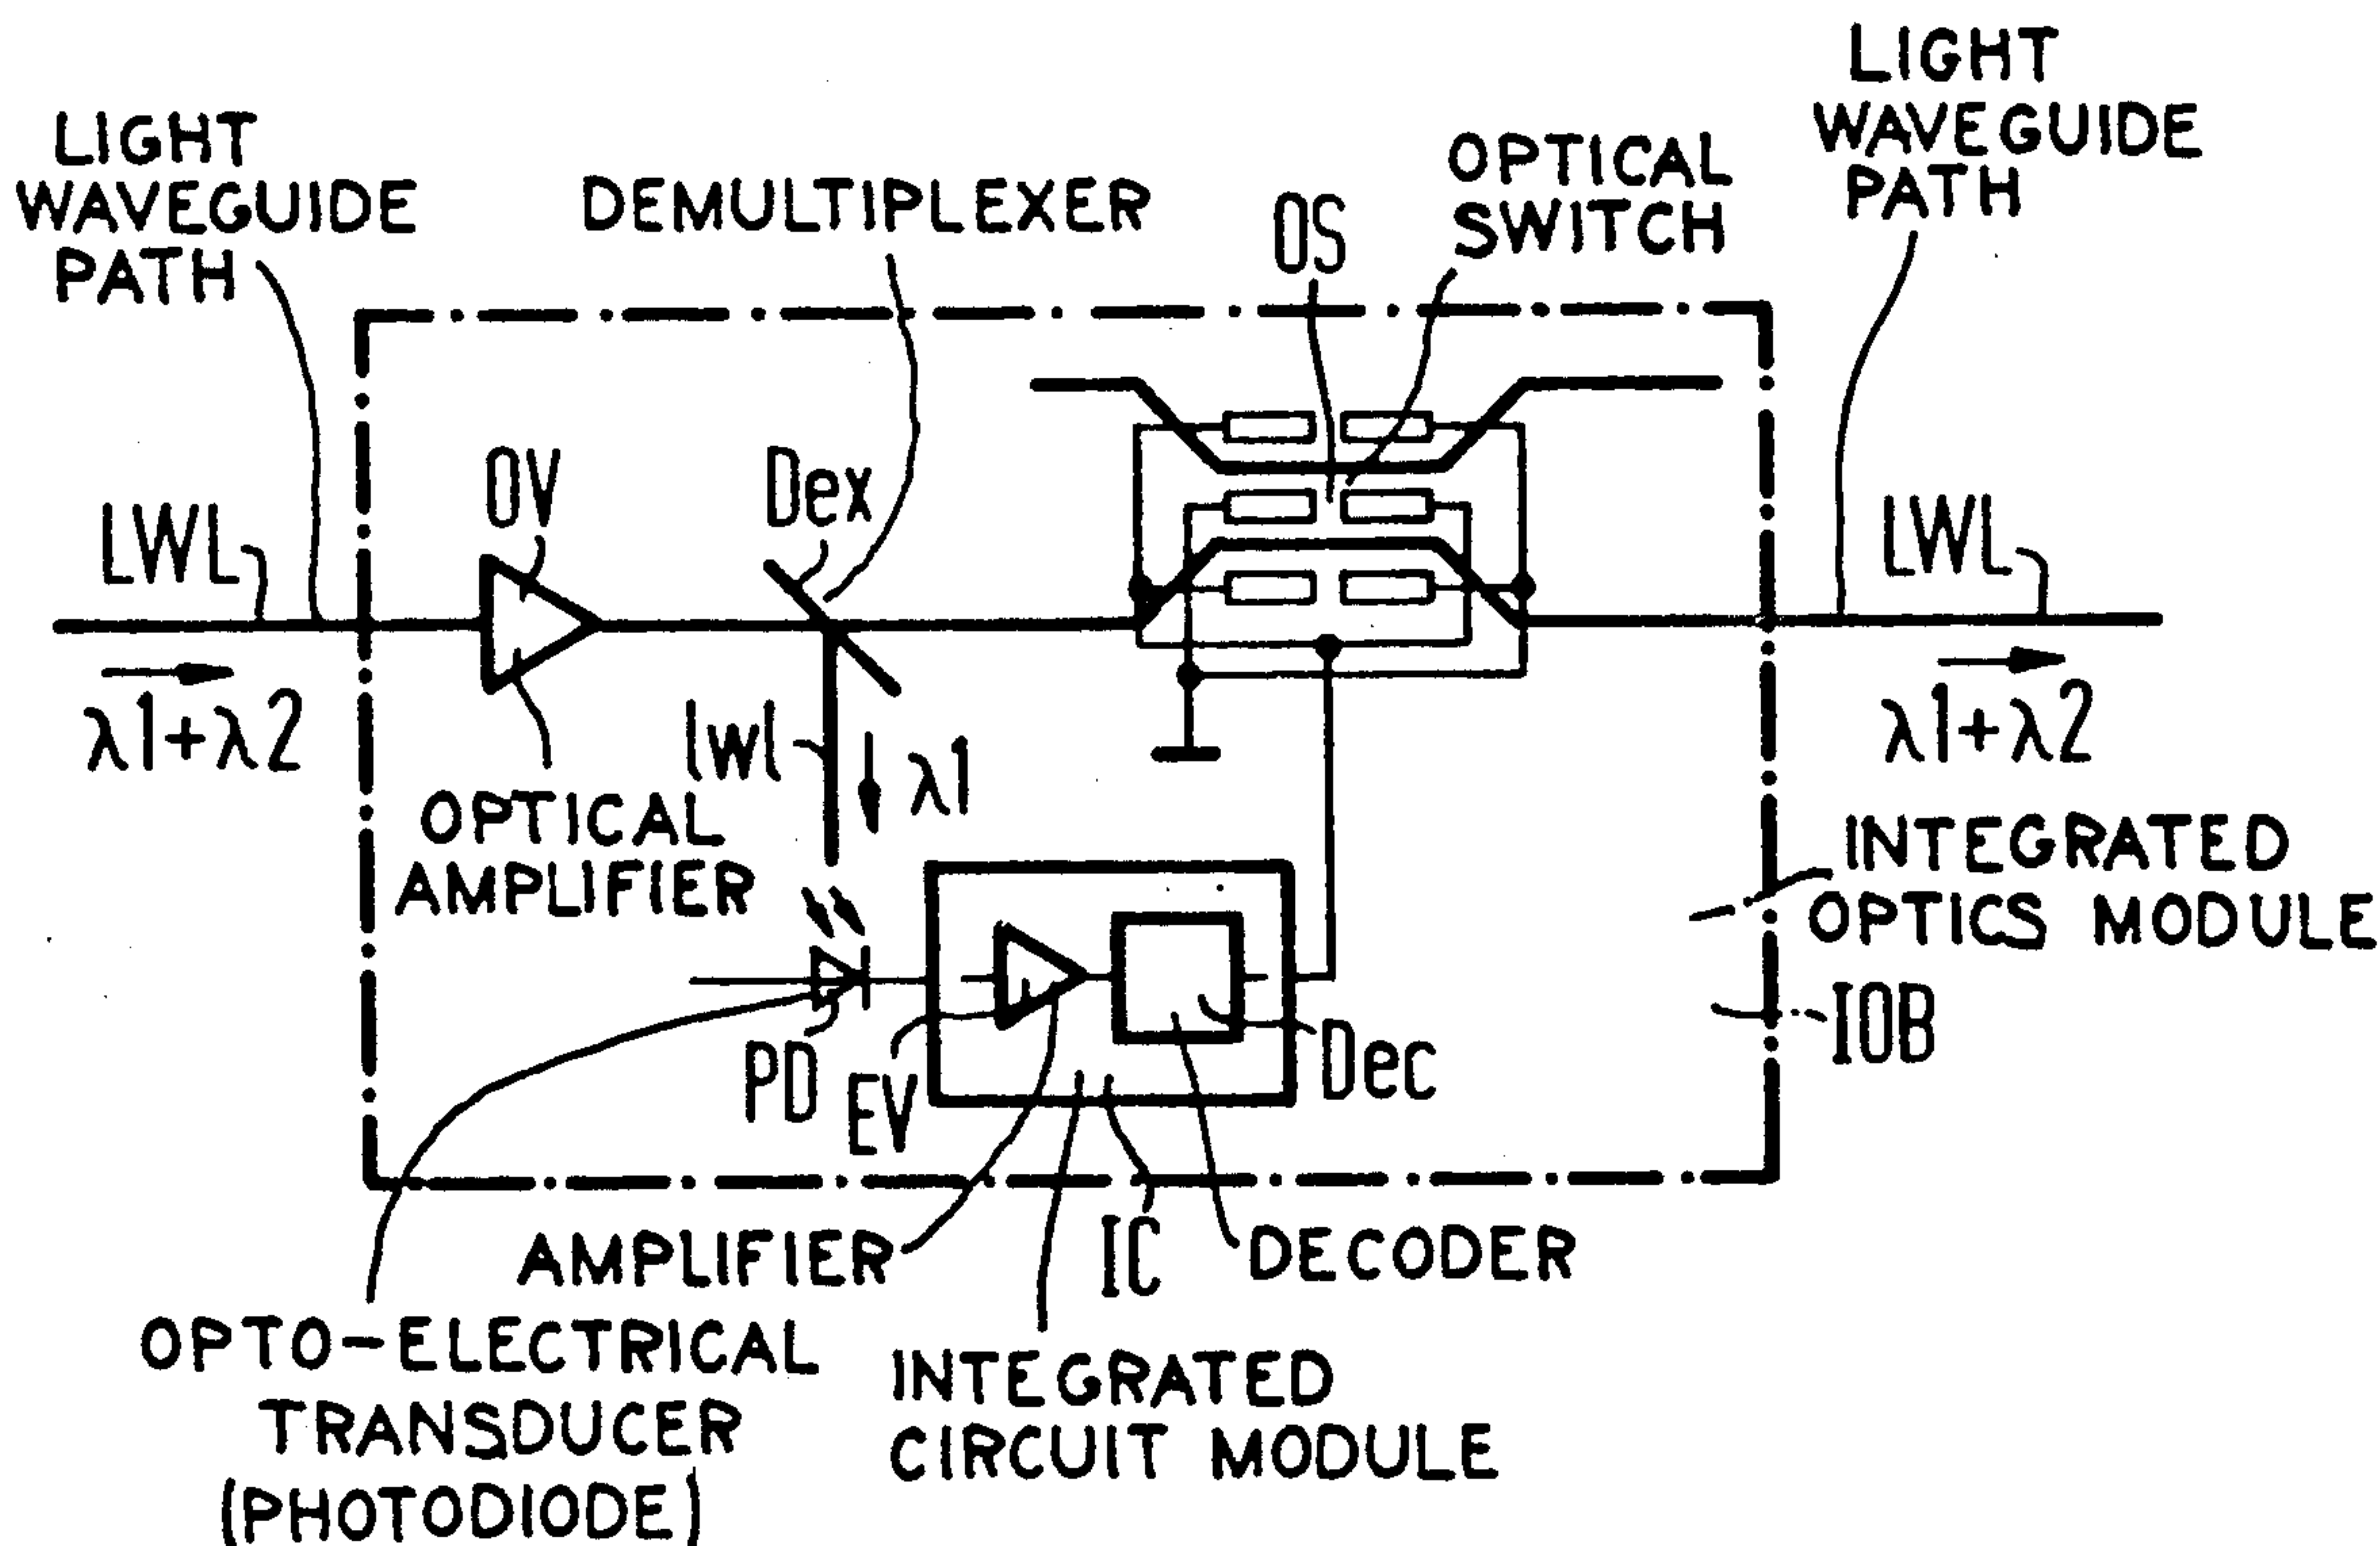 LIGHT
WAVEGUIDE
PATH
DEMULTIPLEXER
OS
OPTICAL
SWITCH
LIGHT
WAVEGUIDE
PATH
LWL
OV
Dex
LWL
λ1+λ2
lwl
λ1
λ1+λ2
OPTICAL
AMPLIFIER
INTEGRATED
OPTICS MODULE
IOB
PD
EV
Dec
AMPLIFIER
IC
DECODER
OPTO-ELECTRICAL
TRANSDUCER
(PHOTODIODE)
INTEGRATED
CIRCUIT MODULE